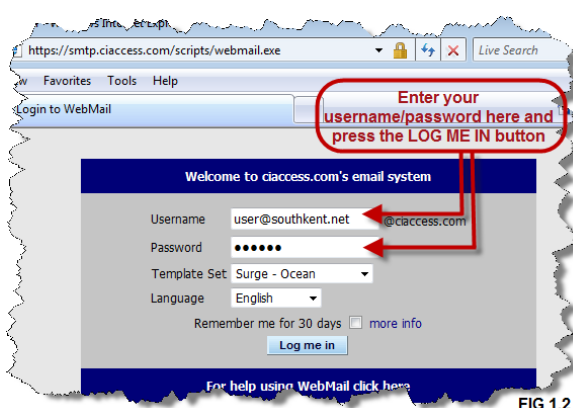 https://smtp.ciaccess.com/scripts/webmail.exe
Live Search
Favorites Tools Help
Login to WebMail
Enter your
username/password here and
press the LOG ME IN button
Welcome to ciaccess.com's email system
Username user@southkent.net @ciaccess.com
Password ••••••
Template Set Surge - Ocean
Language English
Remember me for 30 days more info
Log me in
For help using WebMail click here
FIG 1.2